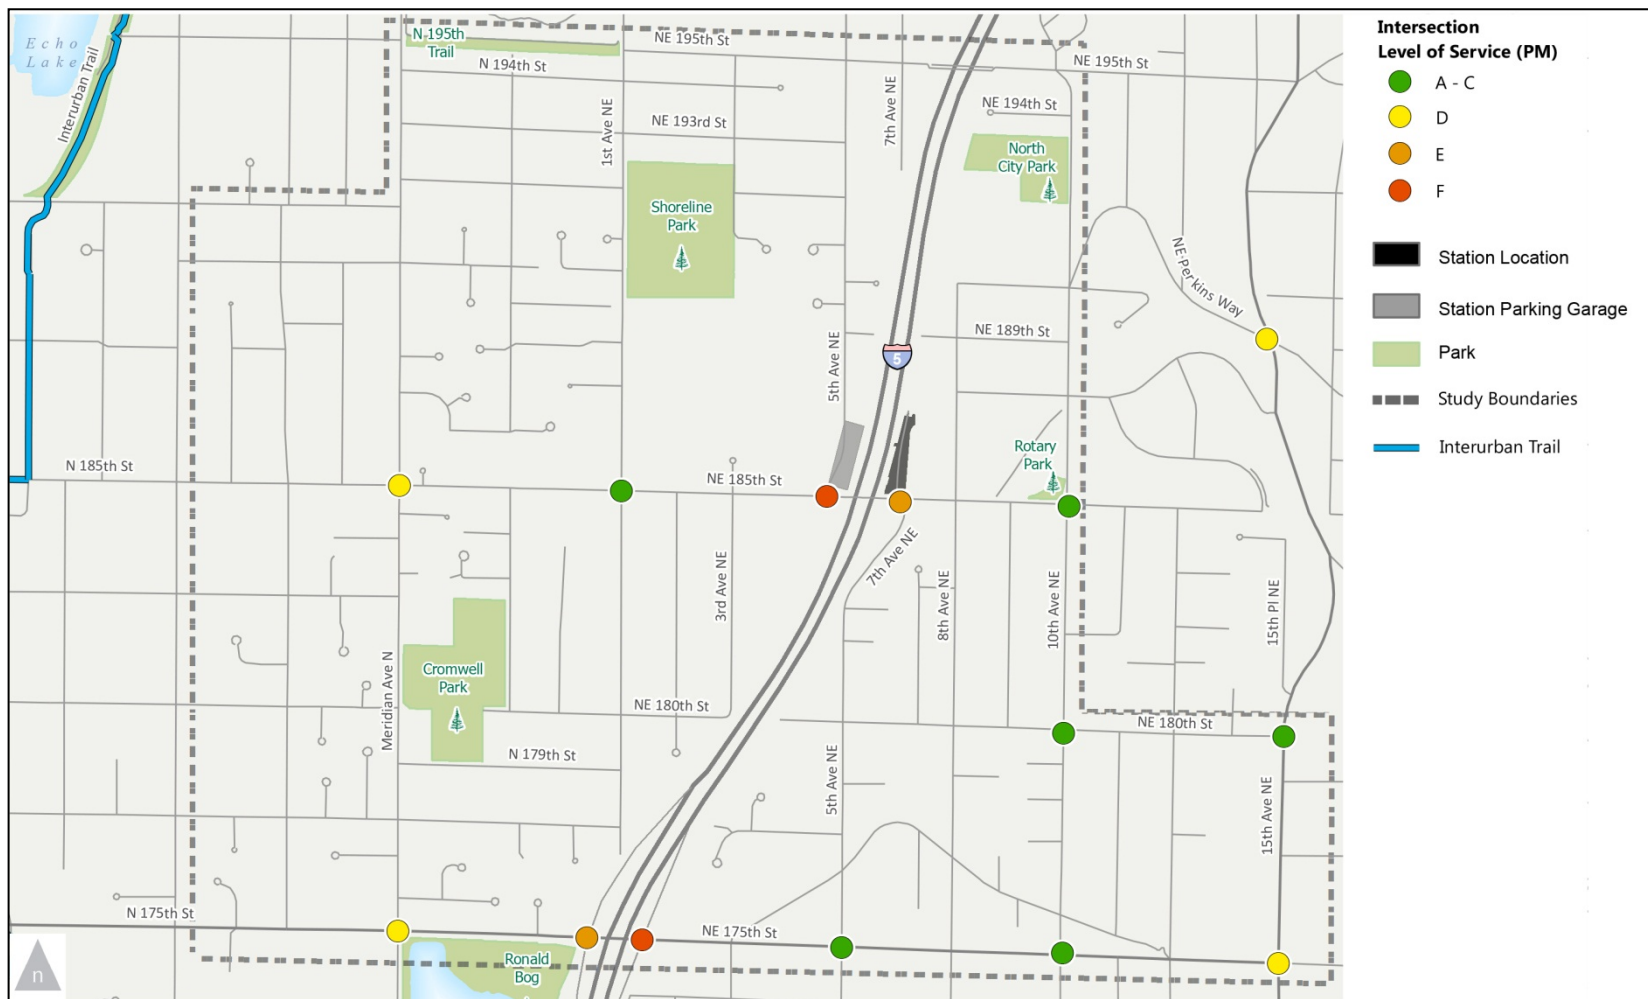 Echo
Lake
Interurban Trail
N 195th
Trail
N 194th St
NE 195th St
NE 195th St
7th Ave NE
NE 194th St
1st Ave NE
NE 193rd St
North
City Park
Shoreline
Park
NE Perkins Way
5th Ave NE
NE 189th St
5
N 185th St
NE 185th St
Rotary
Park
3rd Ave NE
7th Ave NE
8th Ave NE
10th Ave NE
15th Pl NE
Meridian Ave N
Cromwell
Park
NE 180th St
NE 180th St
N 179th St
5th Ave NE
15th Ave NE
N 175th St
NE 175th St
Ronald
Bog
n
Intersection
Level of Service (PM)
A - C
D
E
F
Station Location
Station Parking Garage
Park
Study Boundaries
Interurban Trail